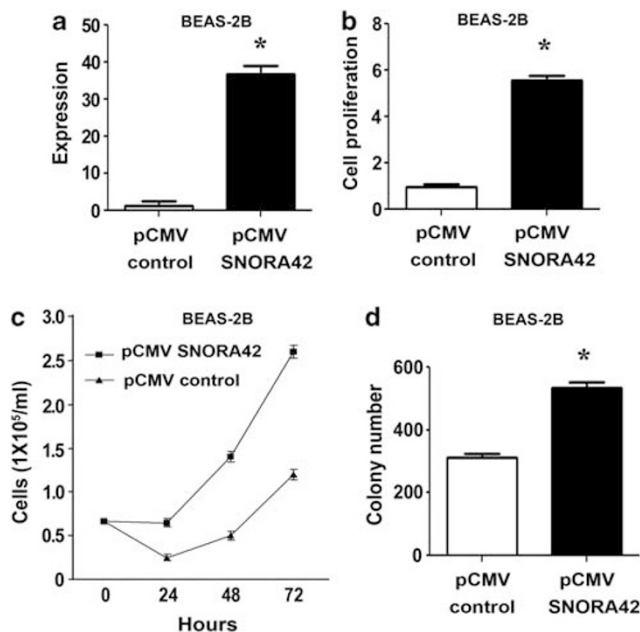 a
BEAS-2B
*
Expression
50
40
30
20
10
0
pCMV control
pCMV SNORA42
b
BEAS-2B
*
Cell proliferation
8
6
4
2
0
pCMV control
pCMV SNORA42
c
BEAS-2B
pCMV SNORA42
pCMV control
Cells (1X10⁵/ml)
3.0
2.5
2.0
1.5
1.0
0.5
0
0 24 48 72
Hours
d
BEAS-2B
*
Colony number
600
400
200
0
pCMV control
pCMV SNORA42